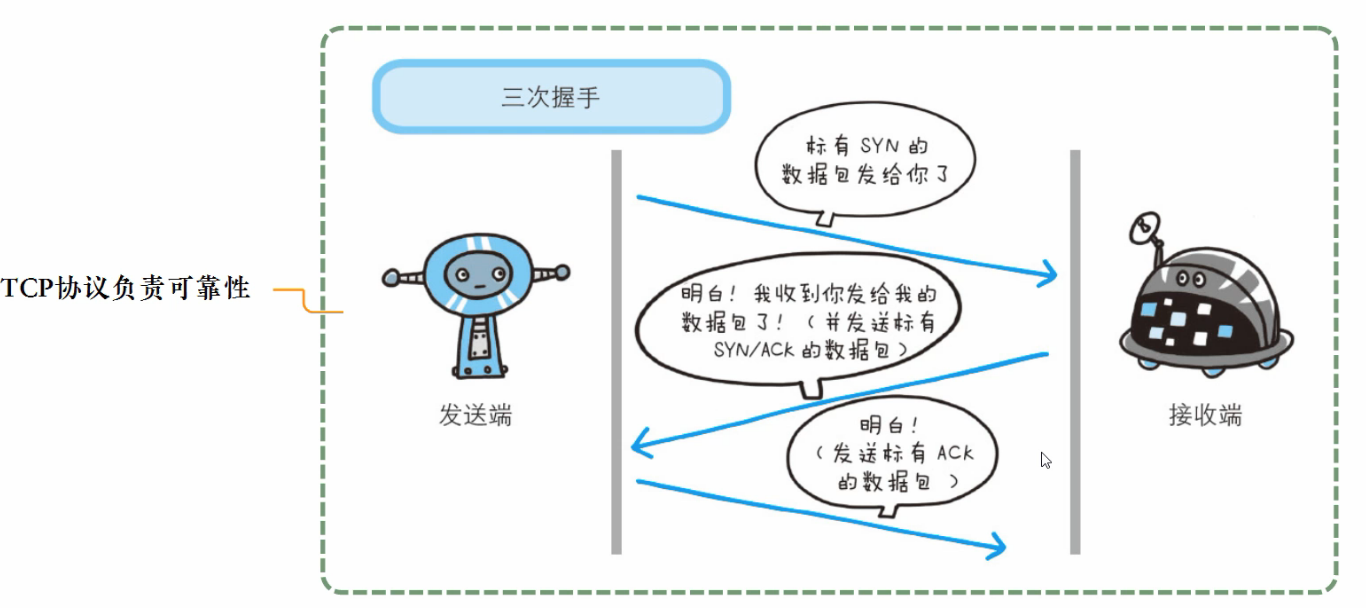 三次握手
标有 SYN 的
数据包发给你了
TCP协议负责可靠性
明白！我收到你发给我的
数据包了！（并发送标有
SYN/ACK 的数据包）
发送端
接收端
明白！
（发送标有 ACK
的数据包 ）